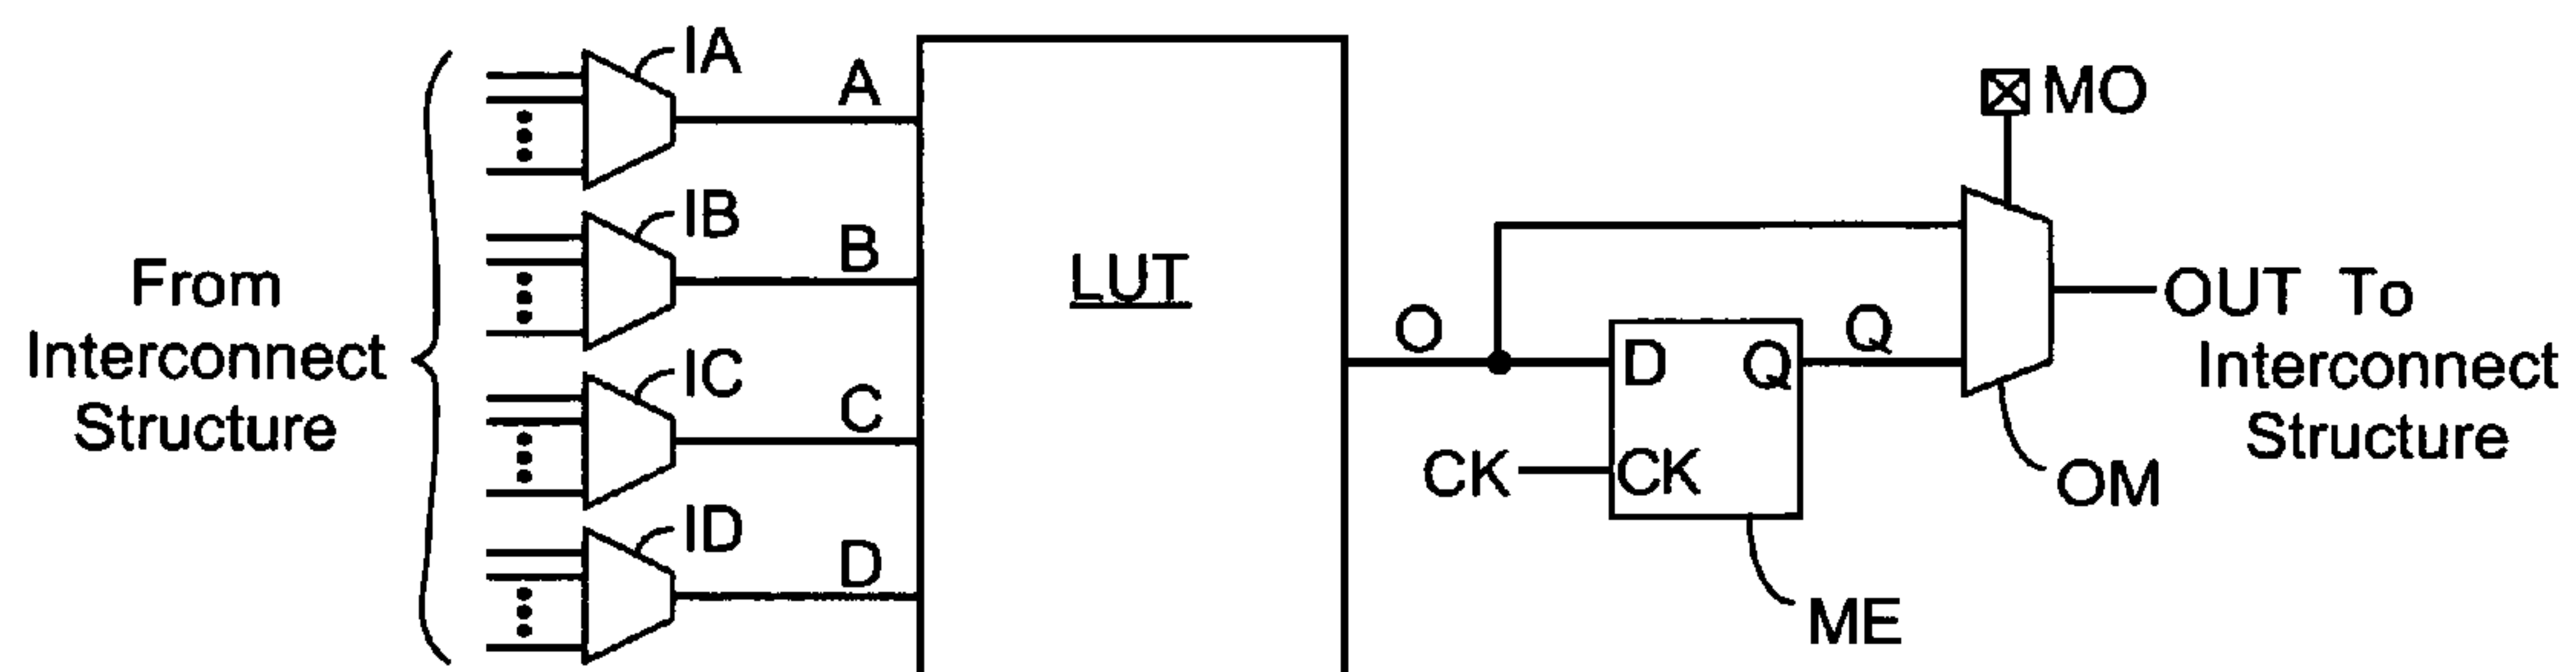 IA
A
IB
B
IC
C
ID
D
From
Interconnect
Structure
LUT
O
D
Q
Q
CK
CK
MO
OUT To
Interconnect
Structure
OM
ME